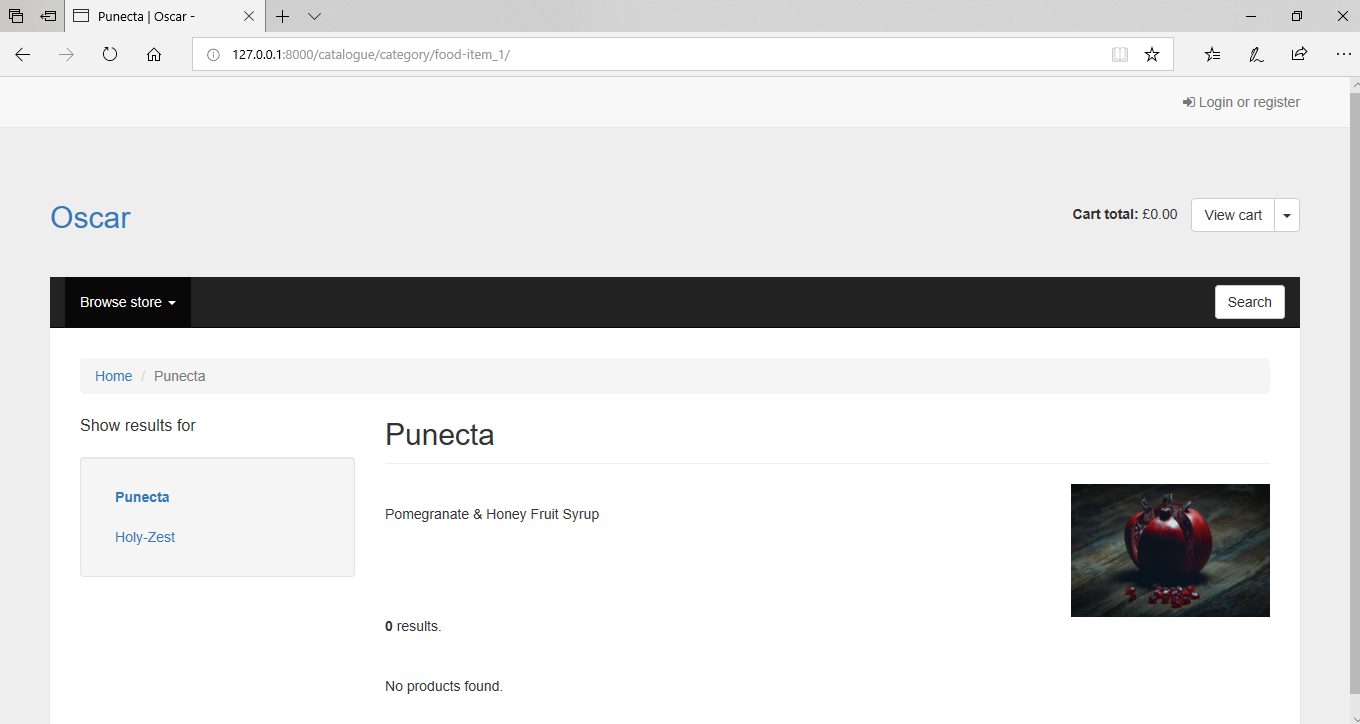 Punecta | Oscar -
127.0.0.1:8000/catalogue/category/food-item_1/
Login or register
Oscar
Cart total: £0.00 View cart
Browse store
Search
Home / Punecta
Show results for
Punecta
Holy-Zest
Punecta
Pomegranate & Honey Fruit Syrup
0 results.
No products found.